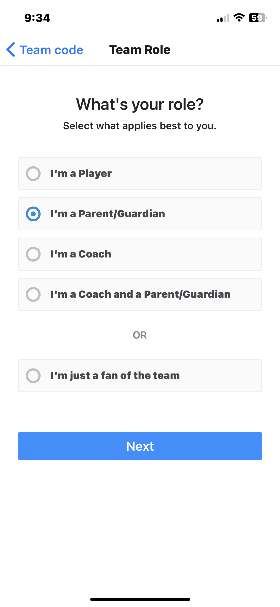 9:34
59
Team code
Team Role
What's your role?
Select what applies best to you.
I'm a Player
I'm a Parent/Guardian
I'm a Coach
I'm a Coach and a Parent/Guardian
OR
I'm just a fan of the team
Next